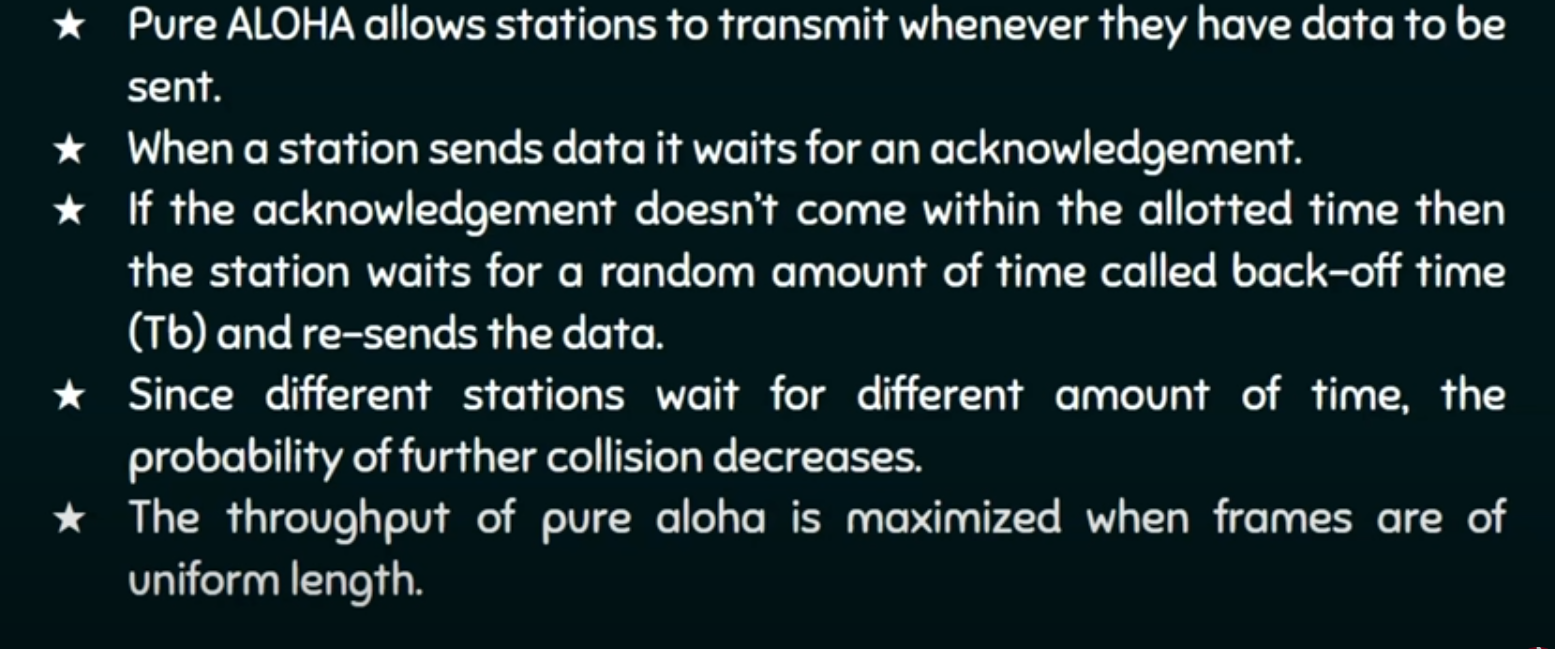 ★ Pure ALOHA allows stations to transmit whenever they have data to be
sent.
★ When a station sends data it waits for an acknowledgement.
★ If the acknowledgement doesn't come within the allotted time then
the station waits for a random amount of time called back-off time
(Tb) and re-sends the data.
★ Since different stations wait for different amount of time, the
probability of further collision decreases.
★ The throughput of pure aloha is maximized when frames are of
uniform length.